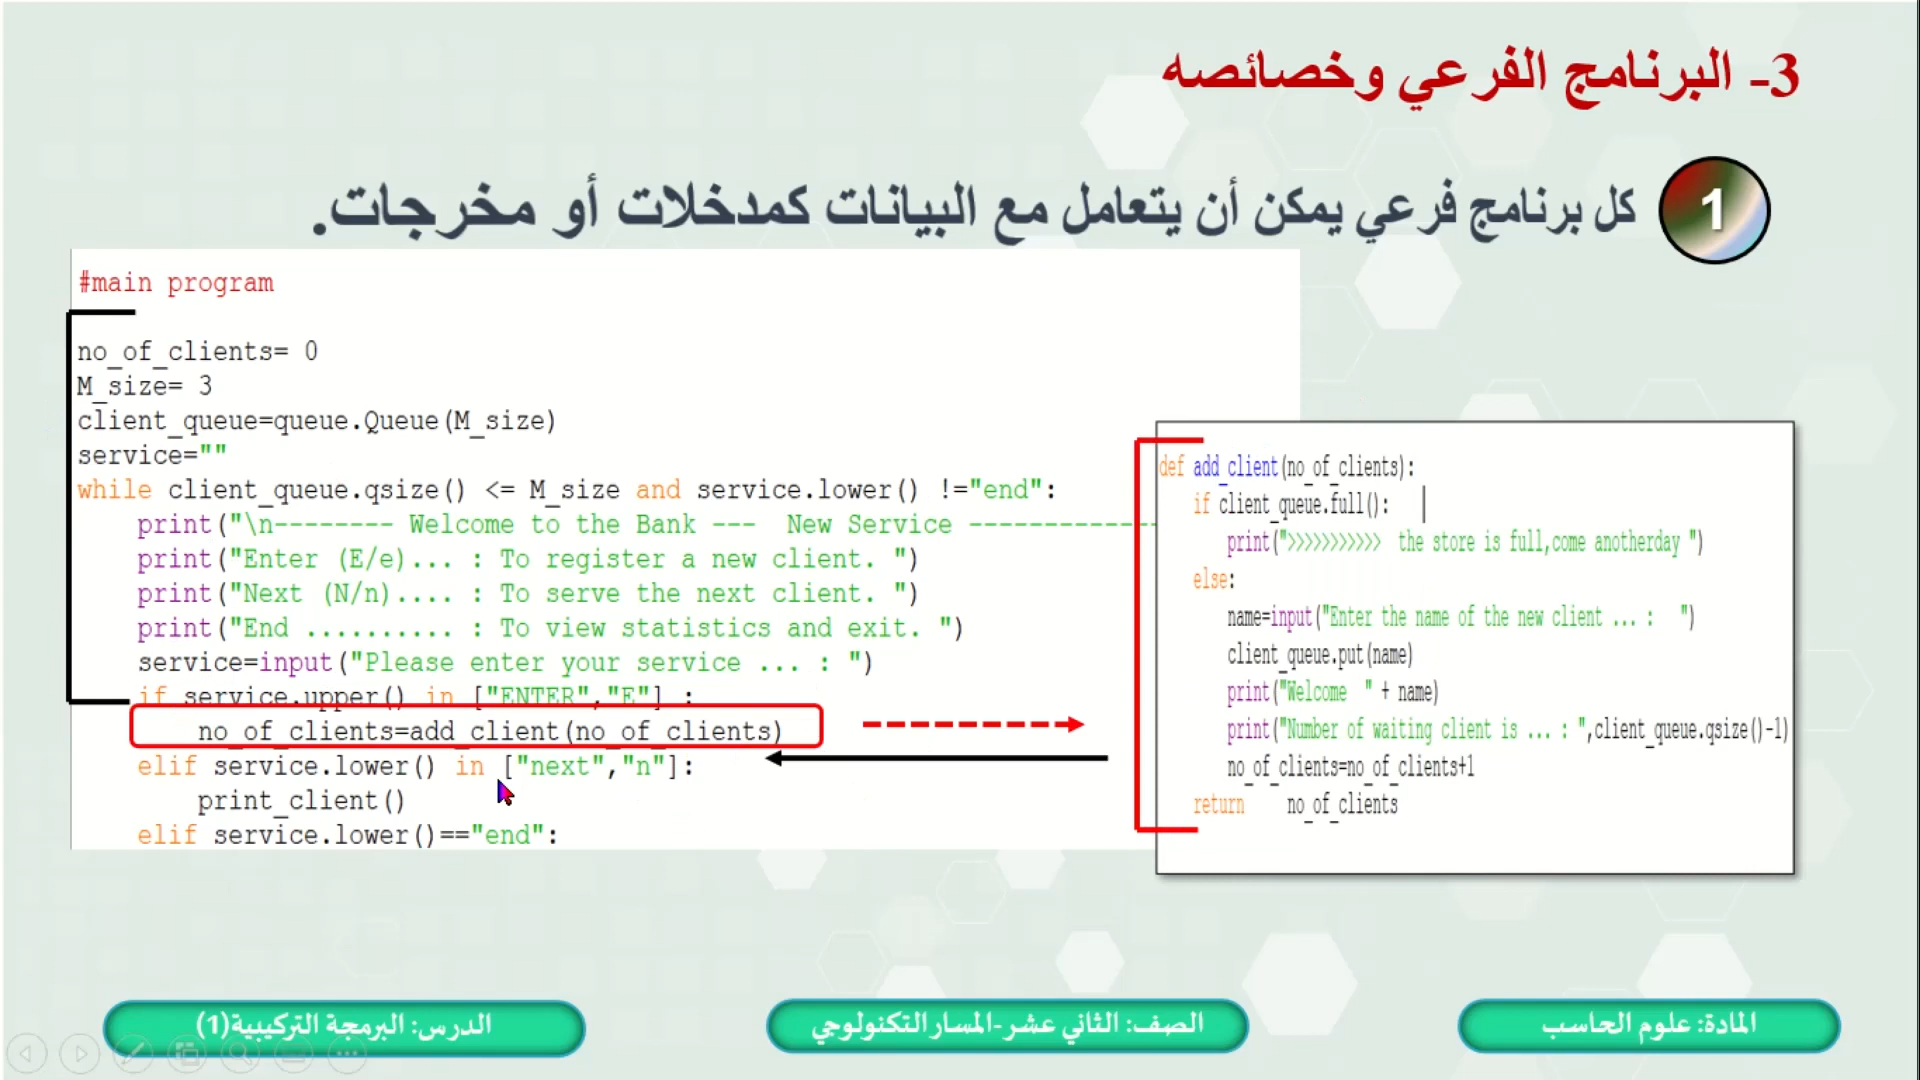 3- البرنامج الفرعي وخصائصه
1 كل برنامج فرعي يمكن أن يتعامل مع البيانات كمدخلات أو مخرجات.
#main program
no_of_clients= 0
M_size= 3
client_queue=queue.Queue(M_size)
service=""
while client_queue.qsize() <= M_size and service.lower() !="end":
print("\n-------- Welcome to the Bank ---  New Service -------------
print("Enter (E/e)... : To register a new client. ")
print("Next (N/n).... : To serve the next client. ")
print("End .......... : To view statistics and exit. ")
service=input("Please enter your service ... : ")
if service.upper() in ["ENTER","E"] :
no_of_clients=add_client(no_of_clients)
elif service.lower() in ["next","n"]:
print_client()
elif service.lower()=="end":
def add_client(no_of_clients):
if client_queue.full():
print(">>>>>>>>>>>  the store is full,come anotherday ")
else:
name=input("Enter the name of the new client ... :   ")
client_queue.put(name)
print("Welcome  " + name)
print("Number of waiting client is ... : ",client_queue.qsize()-1)
no_of_clients=no_of_clients+1
return    no_of_clients
المادة: علوم الحاسب
الصف: الثاني عشر-المسار التكنولوجي
الدرس: البرمجة التركيبية(1)